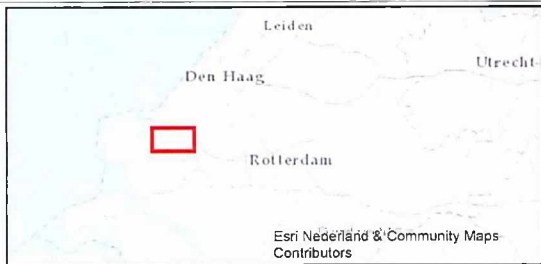 Leiden
Utrecht
Den Haag
Rotterdam
Esri Nederland & Community Maps
Contributors